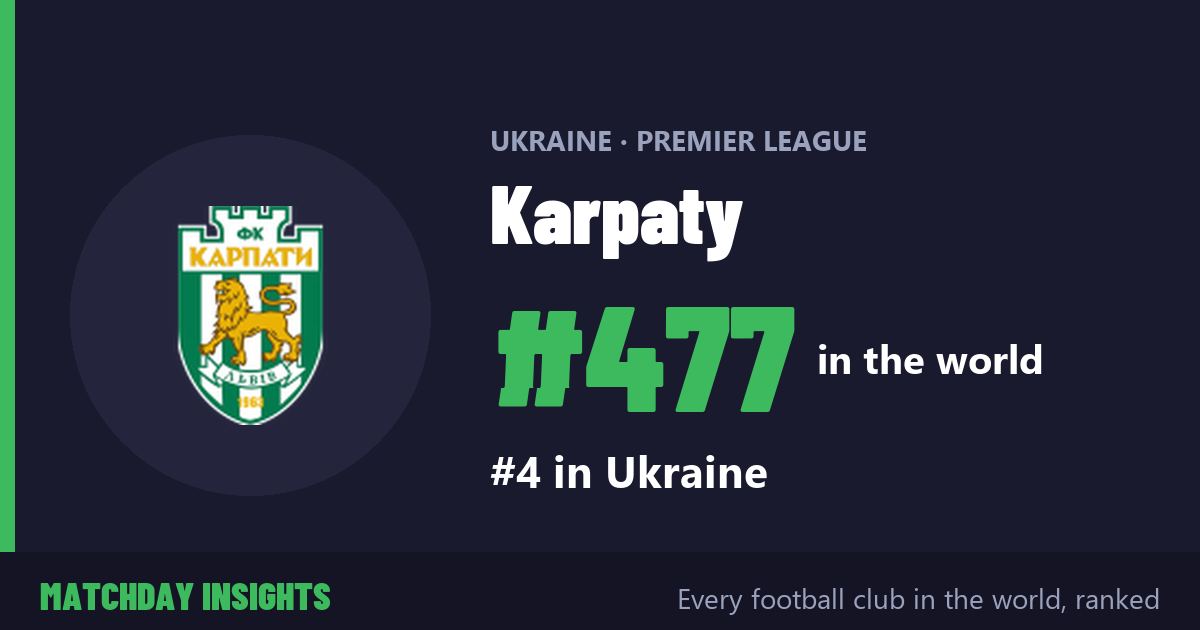 UKRAINE · PREMIER LEAGUE
Karpaty
#477 in the world
#4 in Ukraine
ФК
КАРПАТИ
ЛЬВІВ
1963
MATCHDAY INSIGHTS
Every football club in the world, ranked